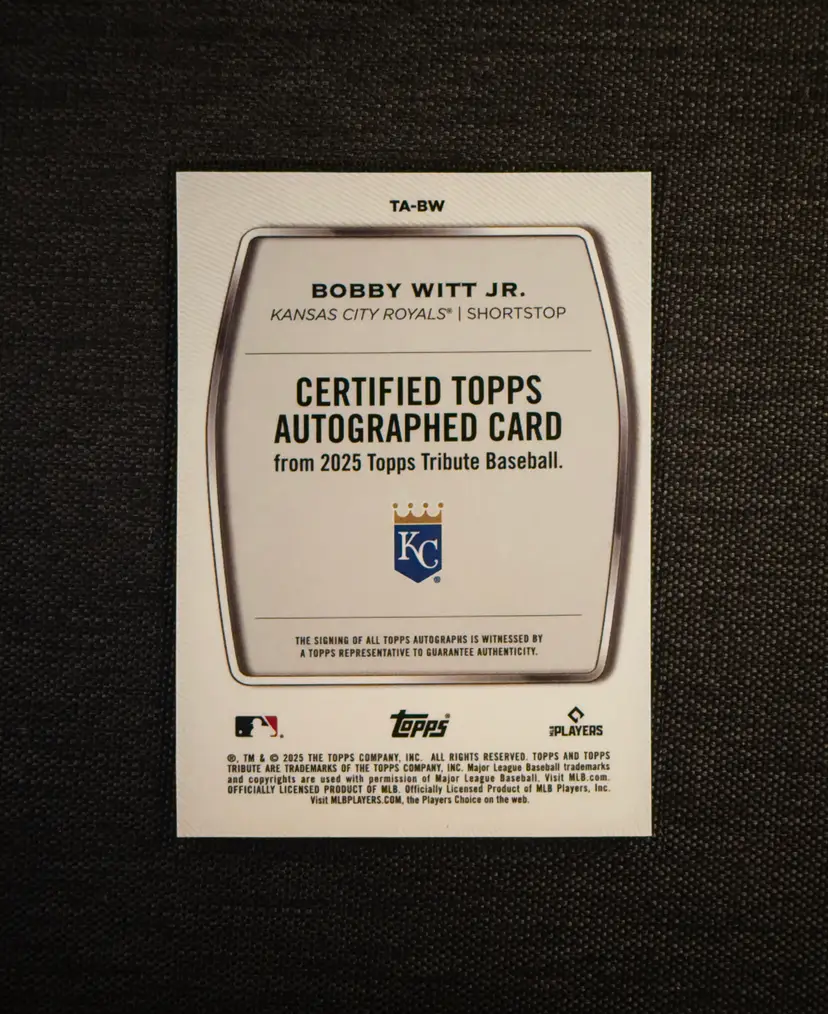 TA-BW
BOBBY WITT JR.
KANSAS CITY ROYALS® | SHORTSTOP
CERTIFIED TOPPS
AUTOGRAPHED CARD
from 2025 Topps Tribute Baseball.
KC®
THE SIGNING OF ALL TOPPS AUTOGRAPHS IS WITNESSED BY
A TOPPS REPRESENTATIVE TO GUARANTEE AUTHENTICITY.
topps® MLB PLAYERS
®, TM & © 2025 THE TOPPS COMPANY, INC. ALL RIGHTS RESERVED. TOPPS AND TOPPS
TRIBUTE ARE TRADEMARKS OF THE TOPPS COMPANY, INC. Major League Baseball trademarks
and copyrights are used with permission of Major League Baseball. Visit MLB.com.
OFFICIALLY LICENSED PRODUCT OF MLB. Officially Licensed Product of MLB Players, Inc.
Visit MLBPLAYERS.COM, the Players Choice on the web.